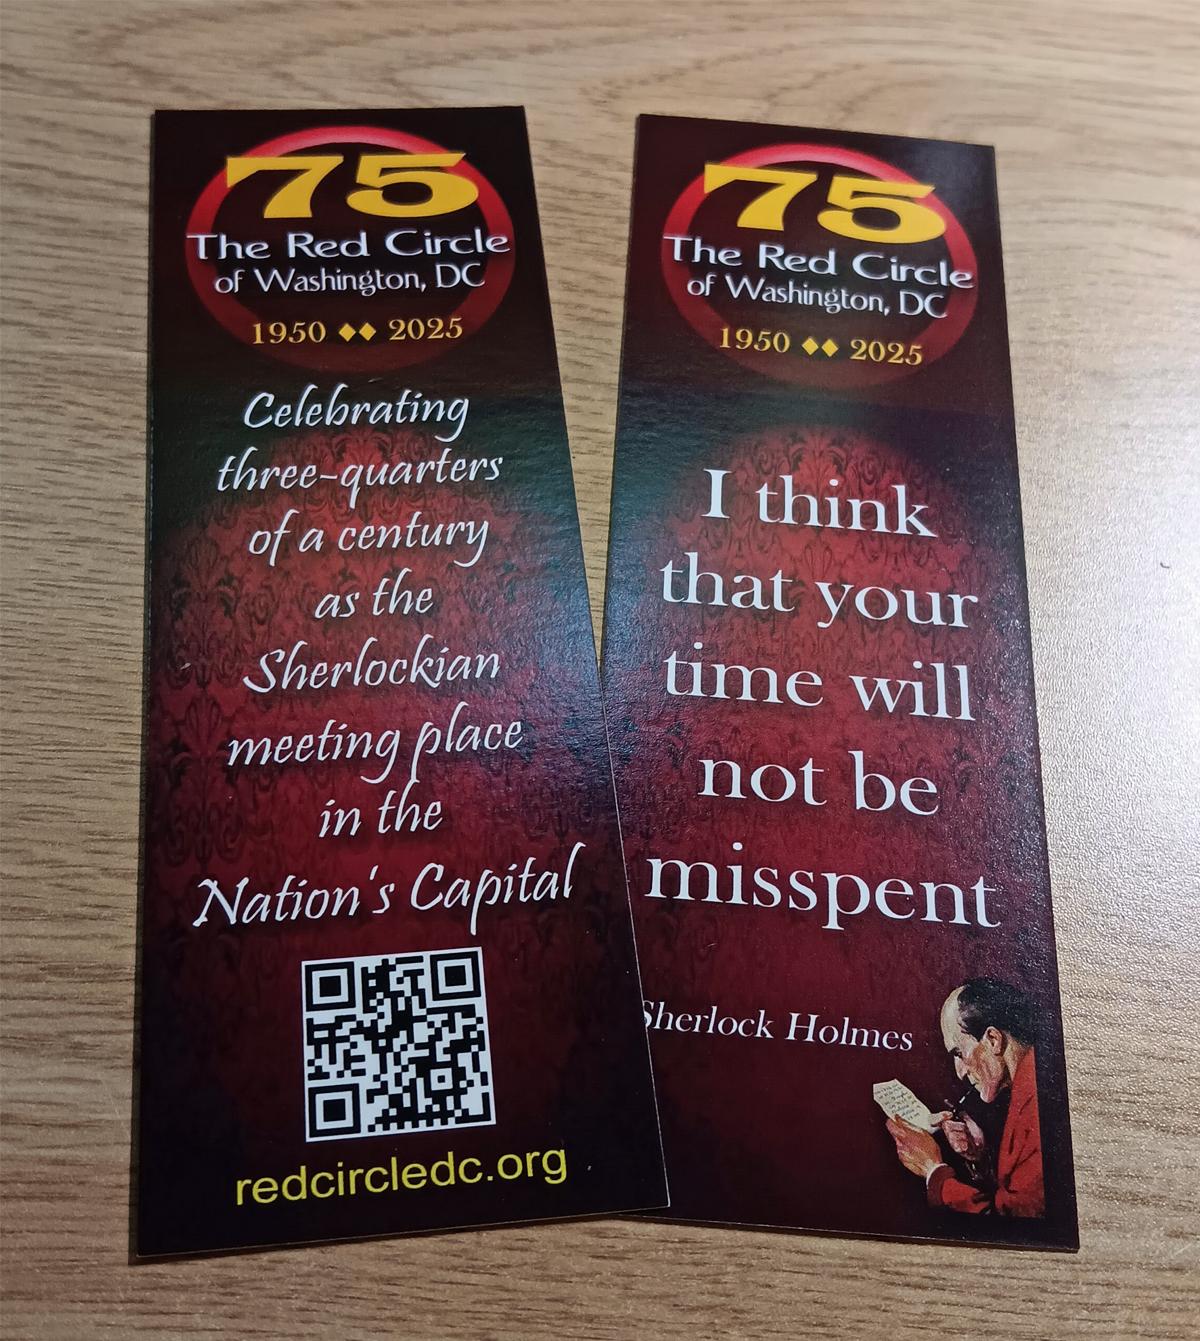 75
The Red Circle
of Washington, DC
1950 ♦♦ 2025
Celebrating
three-quarters
of a century
as the
Sherlockian
meeting place
in the
Nation's Capital
redcircledc.org
75
The Red Circle
of Washington, DC
1950 ♦♦ 2025
I think
that your
time will
not be
misspent
Sherlock Holmes